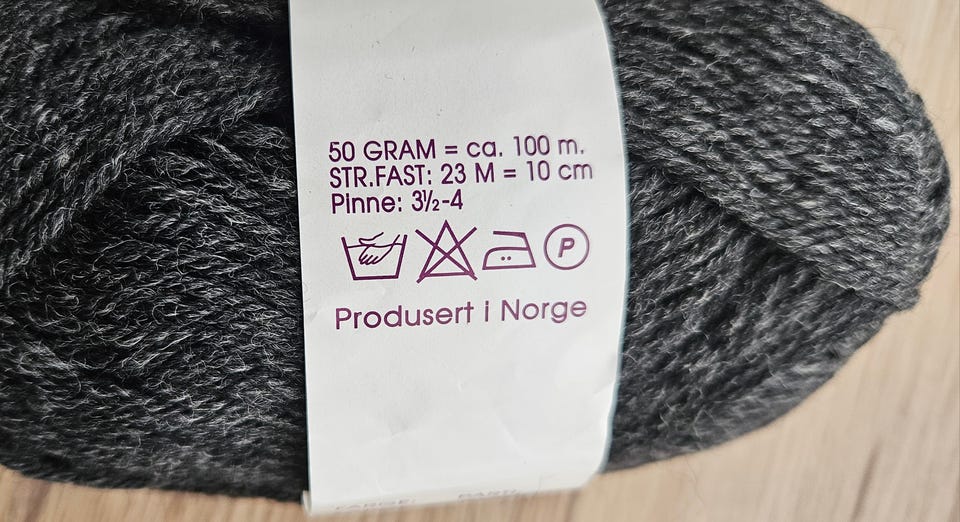 50 GRAM = ca. 100 m.
STR.FAST: 23 M = 10 cm
Pinne: 3½-4
P
Produsert i Norge